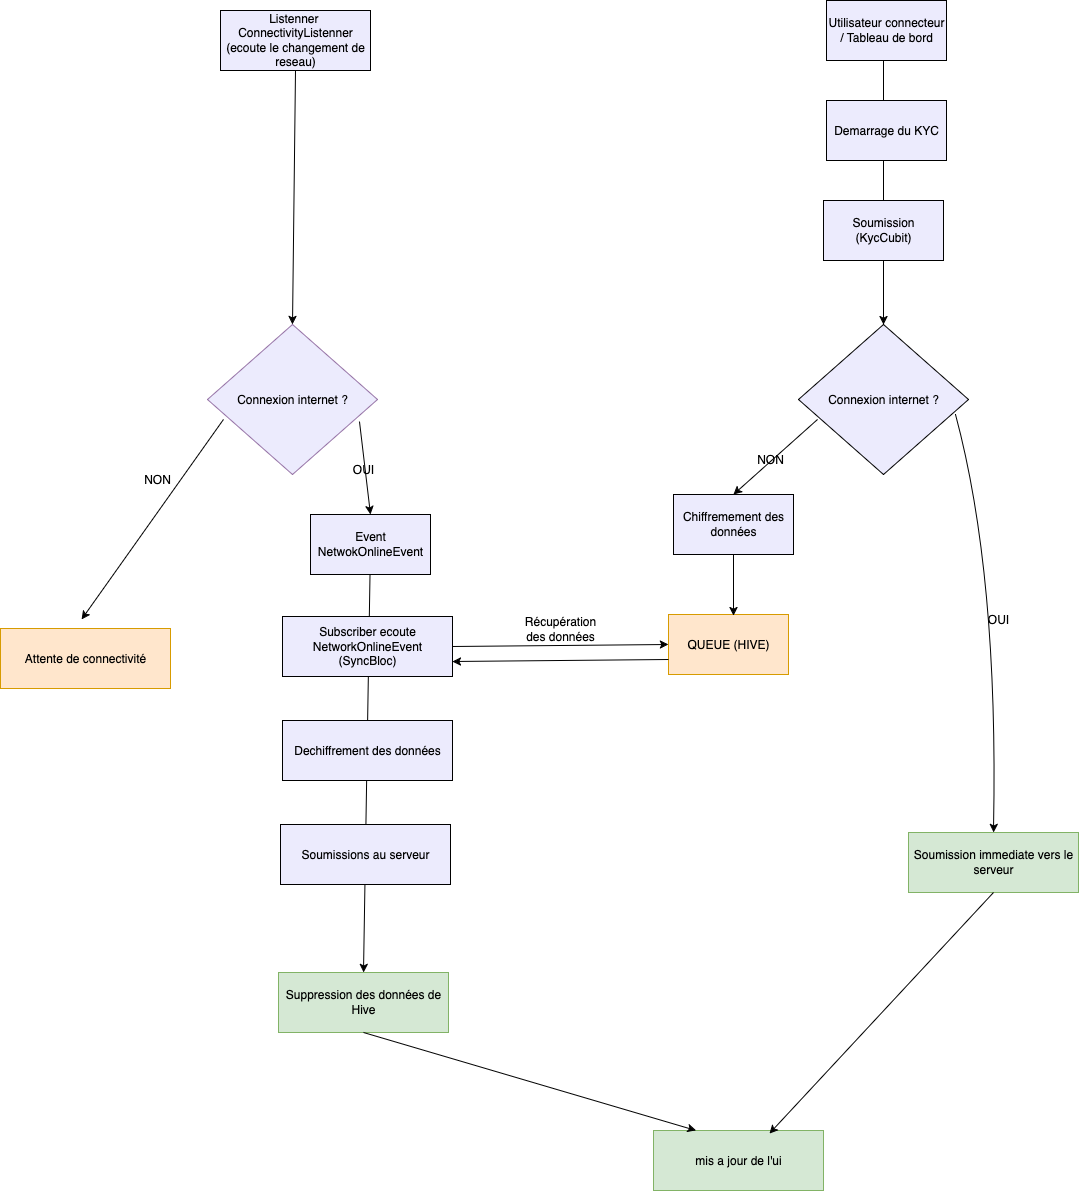 Listenner
ConnectivityListenner
(ecoute le changement de
reseau)
Utilisateur connecteur
/ Tableau de bord
Demarrage du KYC
Soumission
(KycCubit)
Connexion internet ?
Connexion internet ?
NON
OUI
NON
OUI
Event
NetwokOnlineEvent
Chiffremement des
données
Subscriber ecoute
NetworkOnlineEvent
(SyncBloc)
Récupération
des données
QUEUE (HIVE)
Attente de connectivité
Dechiffrement des données
Soumissions au serveur
Soumission immediate vers le
serveur
Suppression des données de
Hive
mis a jour de l'ui